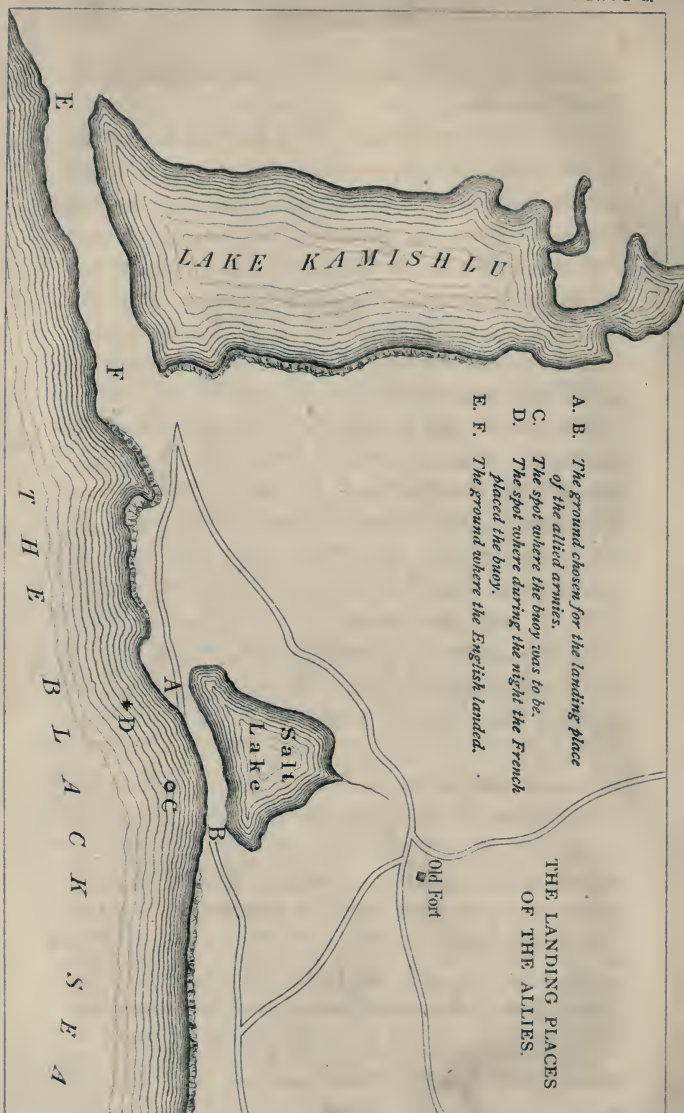 THE LANDING PLACES
OF THE ALLIES.
A. B. The ground chosen for the landing place
of the allied armies.
C. The spot where the buoy was to be.
D. The spot where during the night the French
placed the buoy.
E. F. The ground where the English landed.
LAKE KAMISHLU
Salt
Lake
Old Fort
E
F
A
B
C
D
THE BLACK SEA